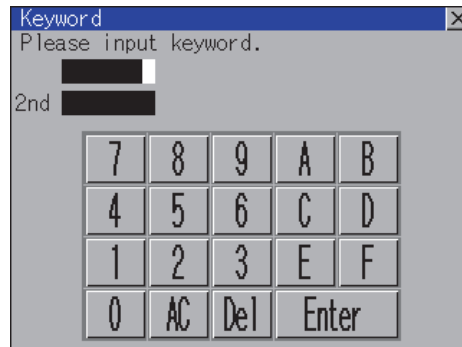 Keyword X
Please input keyword.
2nd
7 8 9 A B
4 5 6 C D
1 2 3 E F
0 AC Del Enter